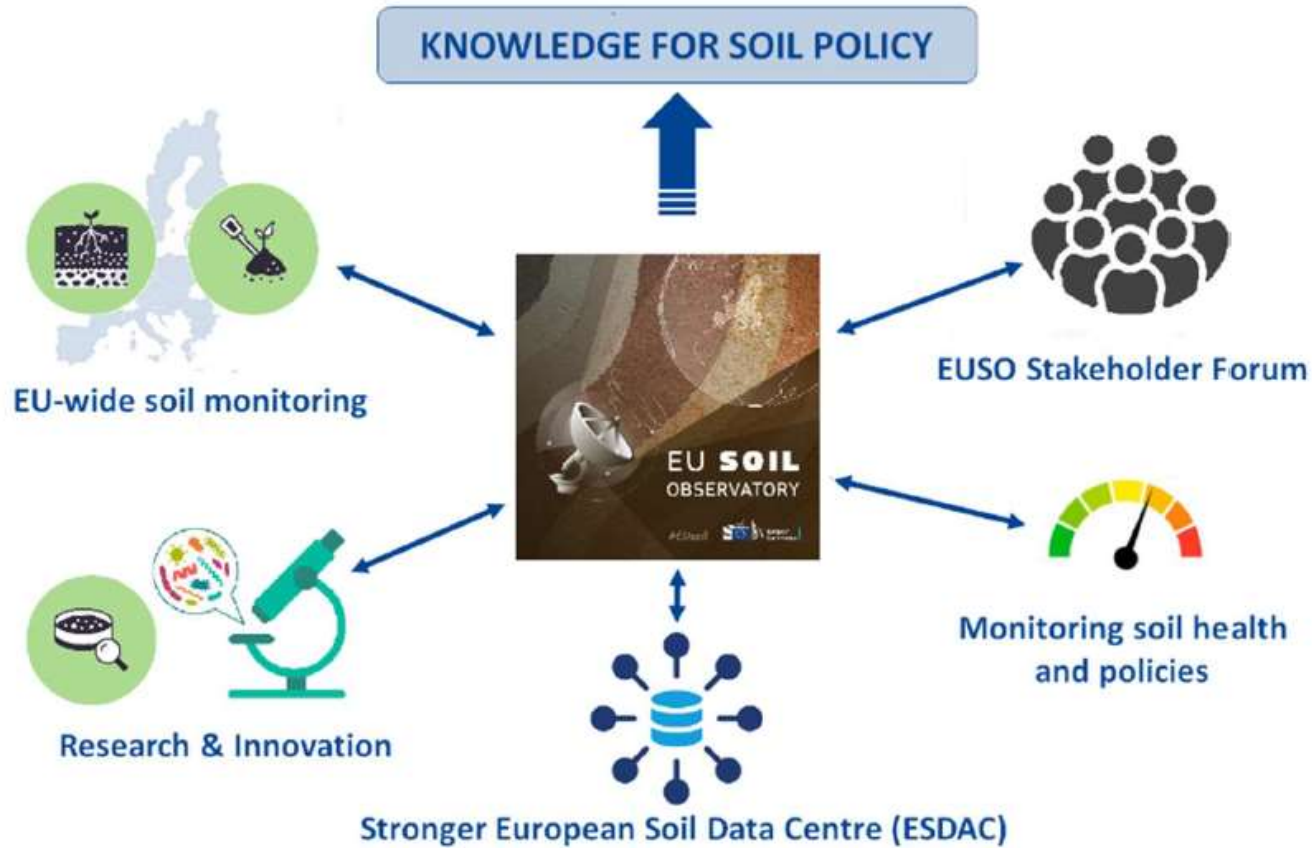 KNOWLEDGE FOR SOIL POLICY
EU-wide soil monitoring
EUSO Stakeholder Forum
EU SOIL
OBSERVATORY
#EUsoil
Monitoring soil health
and policies
Research & Innovation
Stronger European Soil Data Centre (ESDAC)